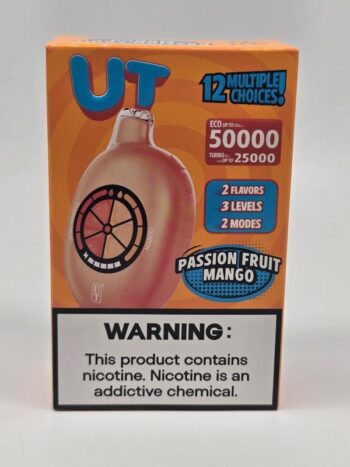 UT
12 MULTIPLE
CHOICES!
ECO UP TO
50000
TURBO UP TO 25000
2 FLAVORS
3 LEVELS
2 MODES
PASSION FRUIT
MANGO
UT
WARNING:
This product contains
nicotine. Nicotine is an
addictive chemical.